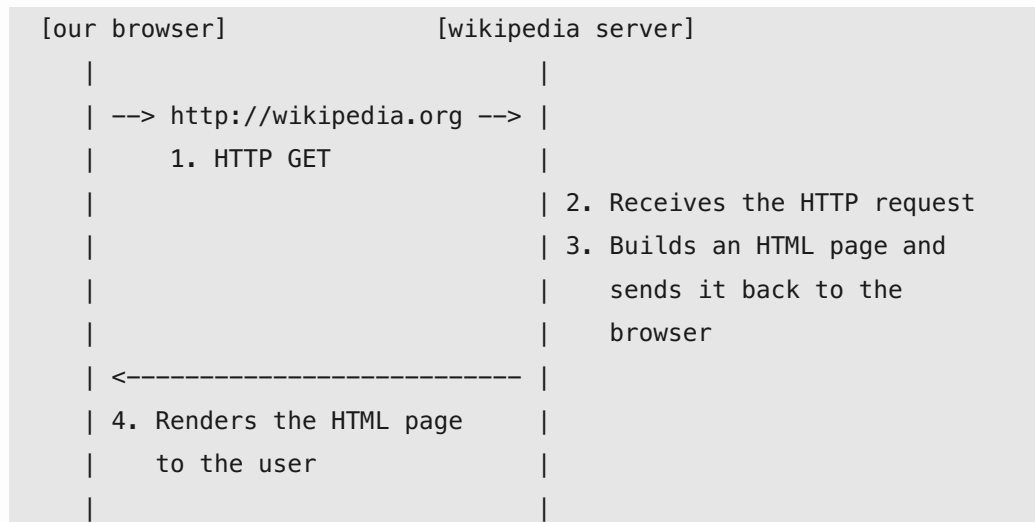 [our browser] [wikipedia server]
| |
| --> http://wikipedia.org --> |
| 1. HTTP GET |
| | 2. Receives the HTTP request
| | 3. Builds an HTML page and
| | sends it back to the
| | browser
| <--------------------------- |
| 4. Renders the HTML page |
| to the user |
| |